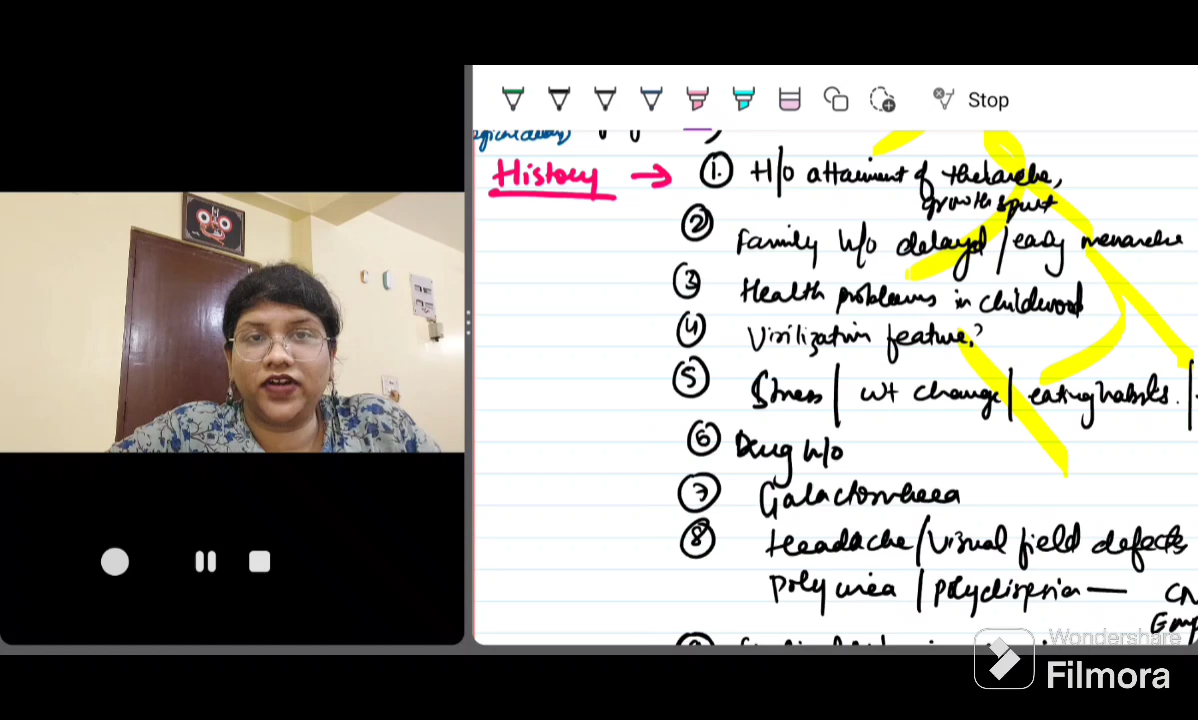 Stop
History → ① H/o attainment of thelarche,
growth spurt
② Family h/o delayed / early menarche
③ Health problems in childhood
④ Virilization feature?
⑤ Stress | wt change | eating habits. |
⑥ Drug h/o
⑦ Galactorrhoea
⑧ Headache / Visual field defects
Polyurea | polydipsia —
Wondershare
Filmora